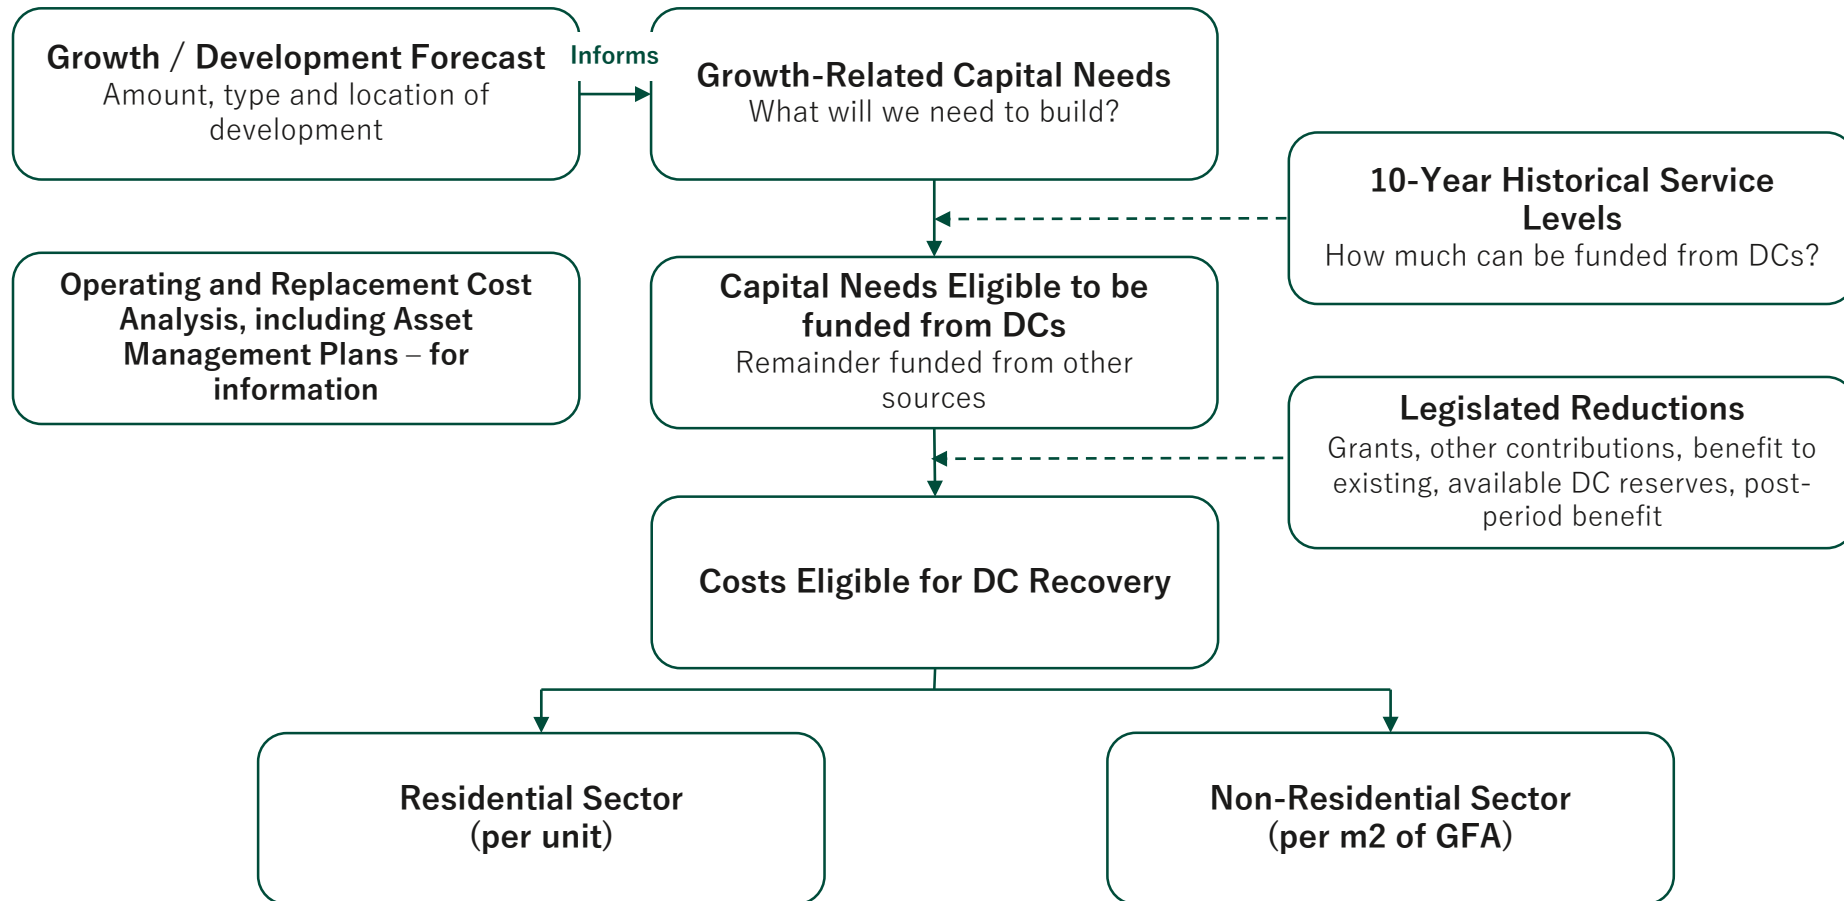 Growth / Development Forecast
Amount, type and location of
development
Informs
Growth-Related Capital Needs
What will we need to build?
10-Year Historical Service
Levels
How much can be funded from DCs?
Operating and Replacement Cost
Analysis, including Asset
Management Plans – for
information
Capital Needs Eligible to be
funded from DCs
Remainder funded from other
sources
Legislated Reductions
Grants, other contributions, benefit to
existing, available DC reserves, post-
period benefit
Costs Eligible for DC Recovery
Residential Sector
(per unit)
Non-Residential Sector
(per m2 of GFA)